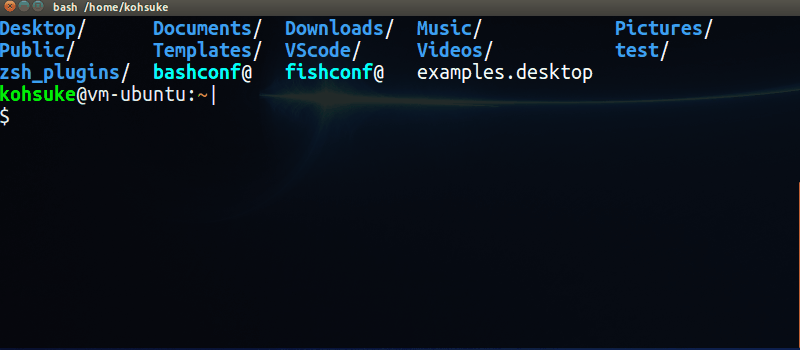 bash /home/kohsuke
Desktop/ Documents/ Downloads/ Music/ Pictures/
Public/ Templates/ VScode/ Videos/ test/
zsh_plugins/ bashconf@ fishconf@ examples.desktop
kohsuke@vm-ubuntu:~|
$